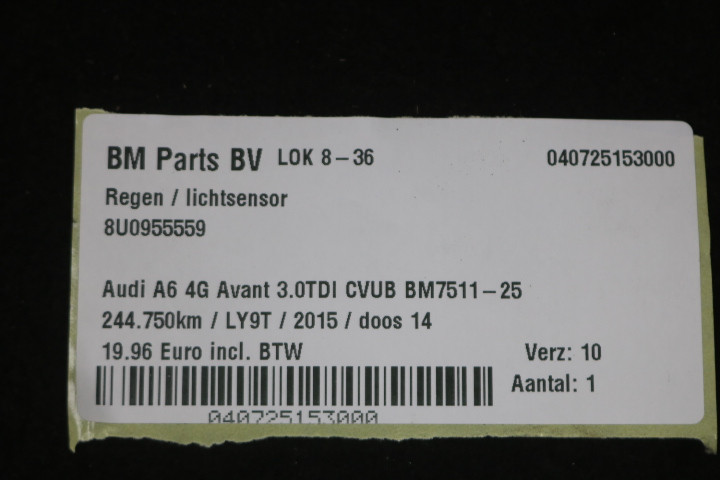 BM Parts BV LOK 8-36 040725153000
Regen / lichtsensor
8U0955559
Audi A6 4G Avant 3.0TDI CVUB BM7511-25
244.750km / LY9T / 2015 / doos 14
19.96 Euro incl. BTW Verz: 10
Aantal: 1
040725153000